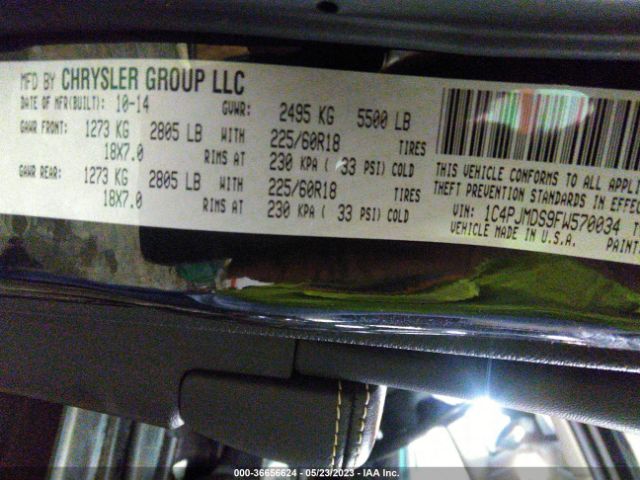 MFD BY CHRYSLER GROUP LLC
DATE OF MFR(BUILT): 10-14 GVWR: 2495 KG 5500 LB
GAWR FRONT: 1273 KG 2805 LB WITH 225/60R18 TIRES
18X7.0 RIMS AT 230 KPA ( 33 PSI) COLD
GAWR REAR: 1273 KG 2805 LB WITH 225/60R18 TIRES
18X7.0 RIMS AT 230 KPA ( 33 PSI) COLD
THIS VEHICLE CONFORMS TO ALL
THEFT PREVENTION STANDARDS IN EFFEC
VIN: 1C4PJMDS9FW570034 T
VEHICLE MADE IN U.S.A. PAINT
000-36656624 - 05/23/2023 - IAA Inc.